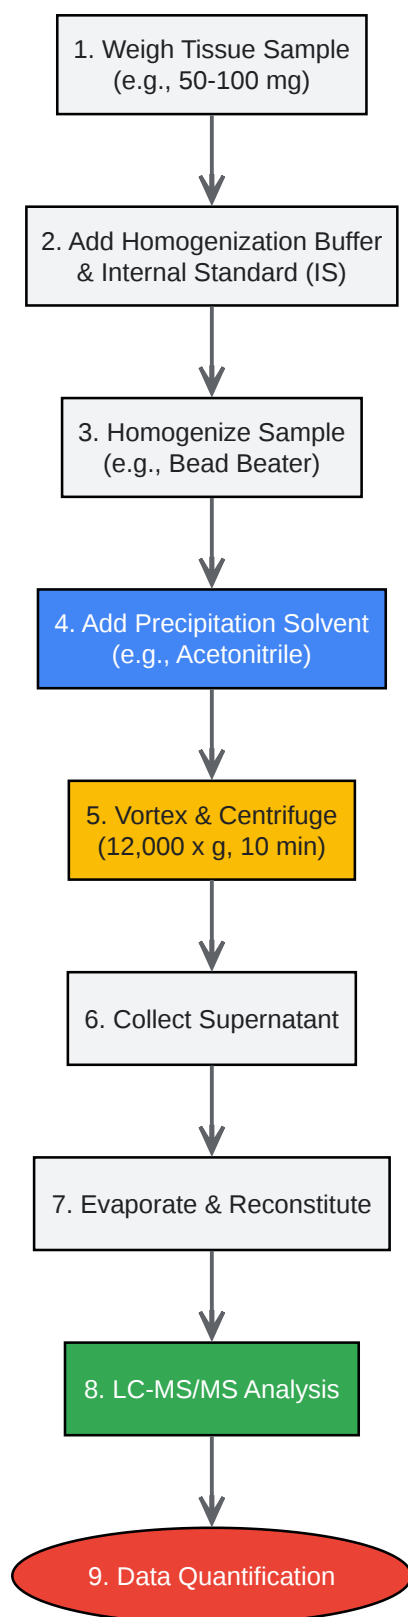 1. Weigh Tissue Sample
(e.g., 50-100 mg)
2. Add Homogenization Buffer
& Internal Standard (IS)
3. Homogenize Sample
(e.g., Bead Beater)
4. Add Precipitation Solvent
(e.g., Acetonitrile)
5. Vortex & Centrifuge
(12,000 x g, 10 min)
6. Collect Supernatant
7. Evaporate & Reconstitute
8. LC-MS/MS Analysis
9. Data Quantification